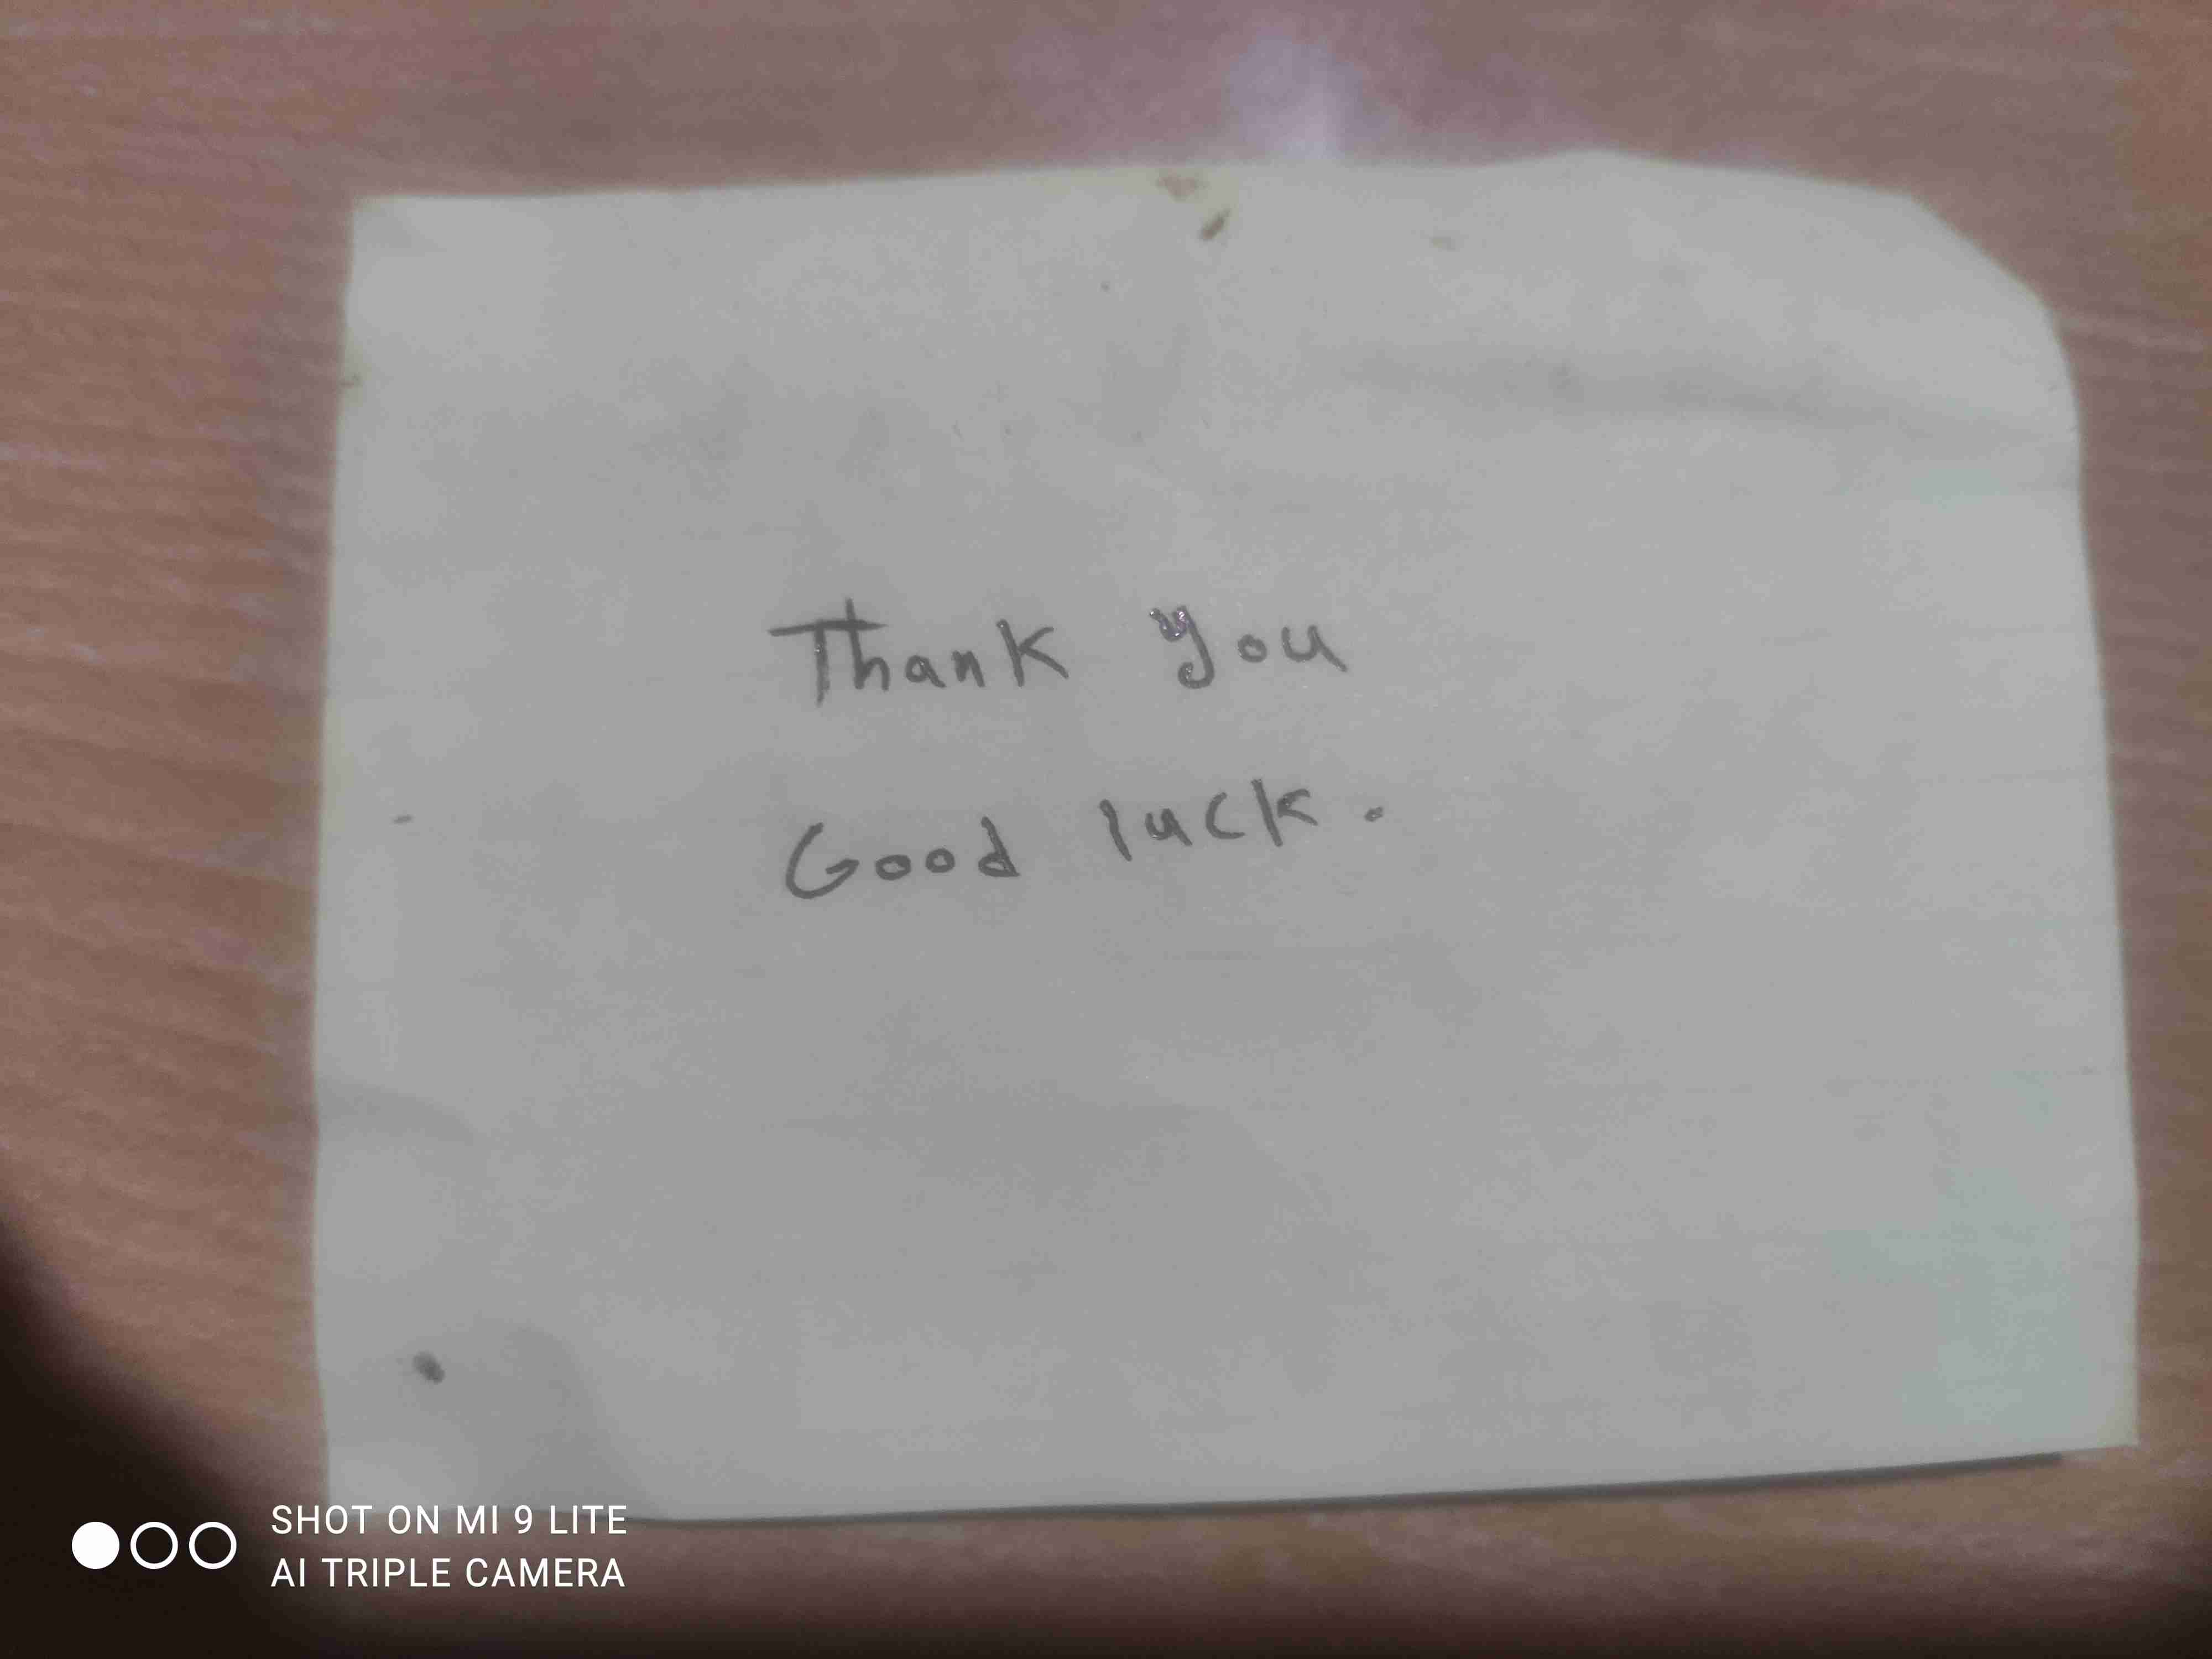 Thank you
Good luck.
SHOT ON MI 9 LITE
AI TRIPLE CAMERA